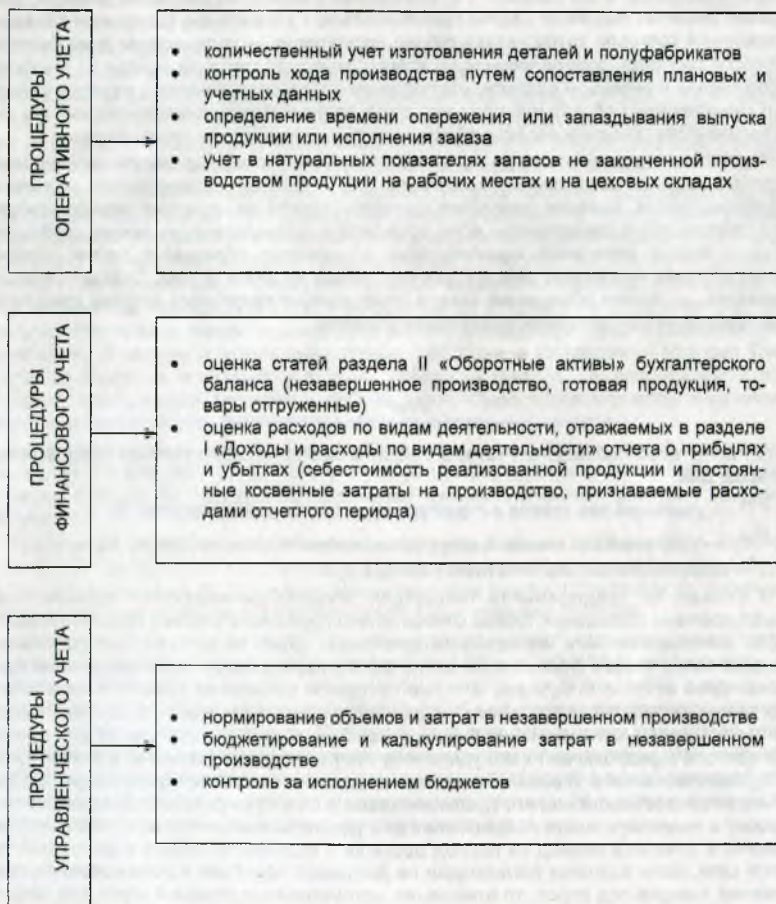 ПРОЦЕДУРЫ
ОПЕРАТИВНОГО УЧЕТА
• количественный учет изготовления деталей и полуфабрикатов
• контроль хода производства путем сопоставления плановых и
учетных данных
• определение времени опережения или запаздывания выпуска
продукции или исполнения заказа
• учет в натуральных показателях запасов не законченной произ-
водством продукции на рабочих местах и на цеховых складах
ПРОЦЕДУРЫ
ФИНАНСОВОГО УЧЕТА
• оценка статей раздела II «Оборотные активы» бухгалтерского
баланса (незавершенное производство, готовая продукция, то-
вары отгруженные)
• оценка расходов по видам деятельности, отражаемых в разделе
I «Доходы и расходы по видам деятельности» отчета о прибылях
и убытках (себестоимость реализованной продукции и постоян-
ные косвенные затраты на производство, признаваемые расхо-
дами отчетного периода)
ПРОЦЕДУРЫ
УПРАВЛЕНЧЕСКОГО УЧЕТА
• нормирование объемов и затрат в незавершенном производстве
• бюджетирование и калькулирование затрат в незавершенном
производстве
• контроль за исполнением бюджетов